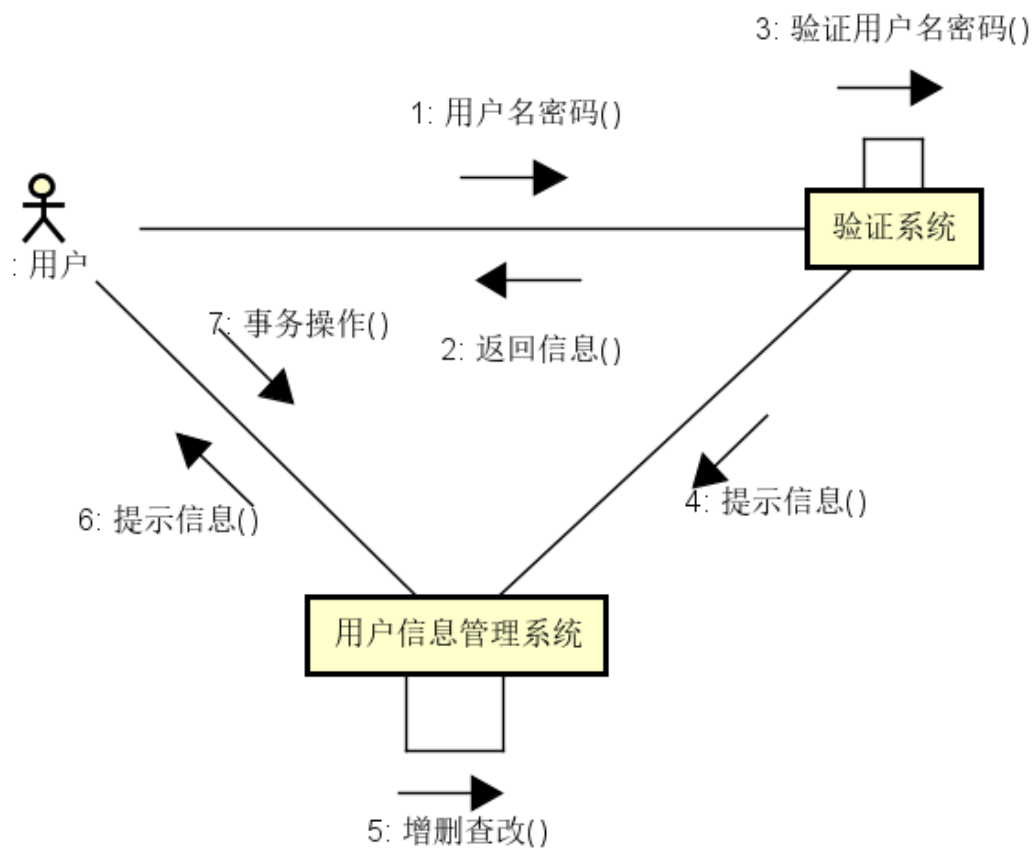 3: 验证用户名密码()
1: 用户名密码()
验证系统
: 用户
7: 事务操作()
2: 返回信息()
4: 提示信息()
6: 提示信息()
用户信息管理系统
5: 增删查改()